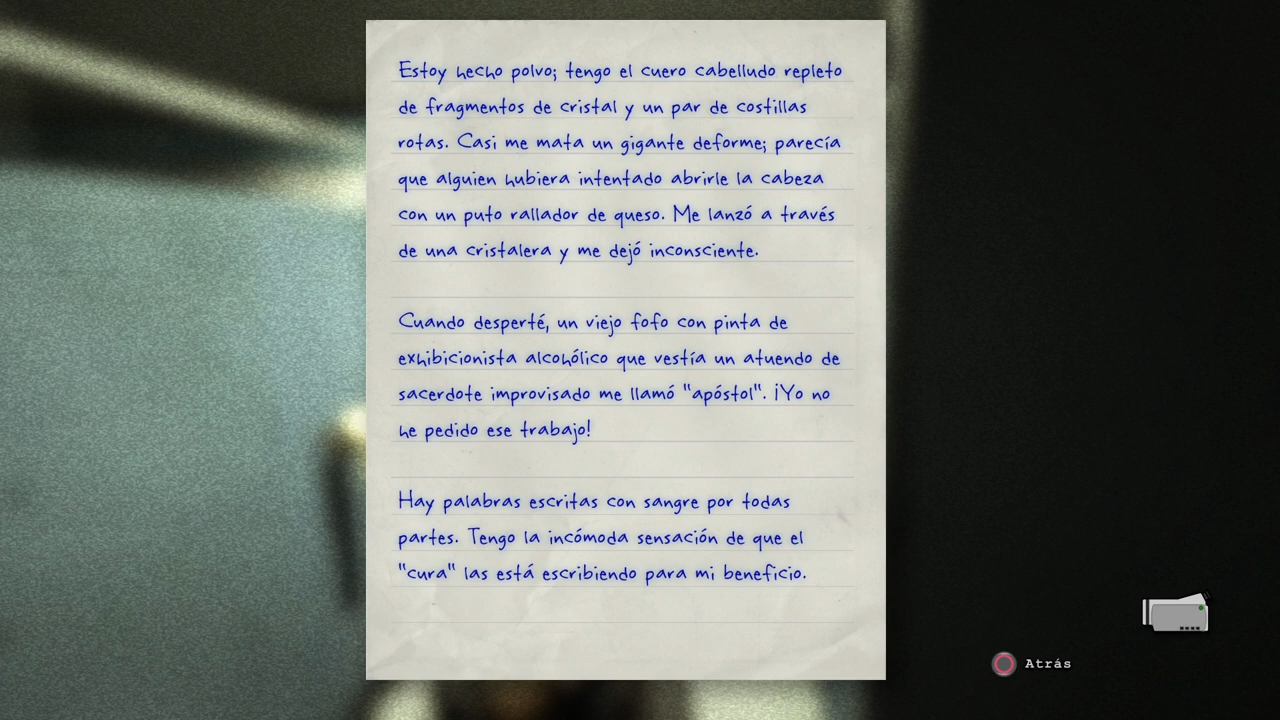 Estoy hecho polvo; tengo el cuero cabelludo repleto
de fragmentos de cristal y un par de costillas
rotas. Casi me mata un gigante deforme; parecía
que alguien hubiera intentado abrirle la cabeza
con un puto rallador de queso. Me lanzó a través
de una cristalera y me dejó inconsciente.
Cuando desperté, un viejo fofo con pinta de
exhibicionista alcohólico que vestía un atuendo de
sacerdote improvisado me llamó "apóstol". ¡Yo no
he pedido ese trabajo!
Hay palabras escritas con sangre por todas
partes. Tengo la incómoda sensación de que el
"cura" las está escribiendo para mi beneficio.
Atrás